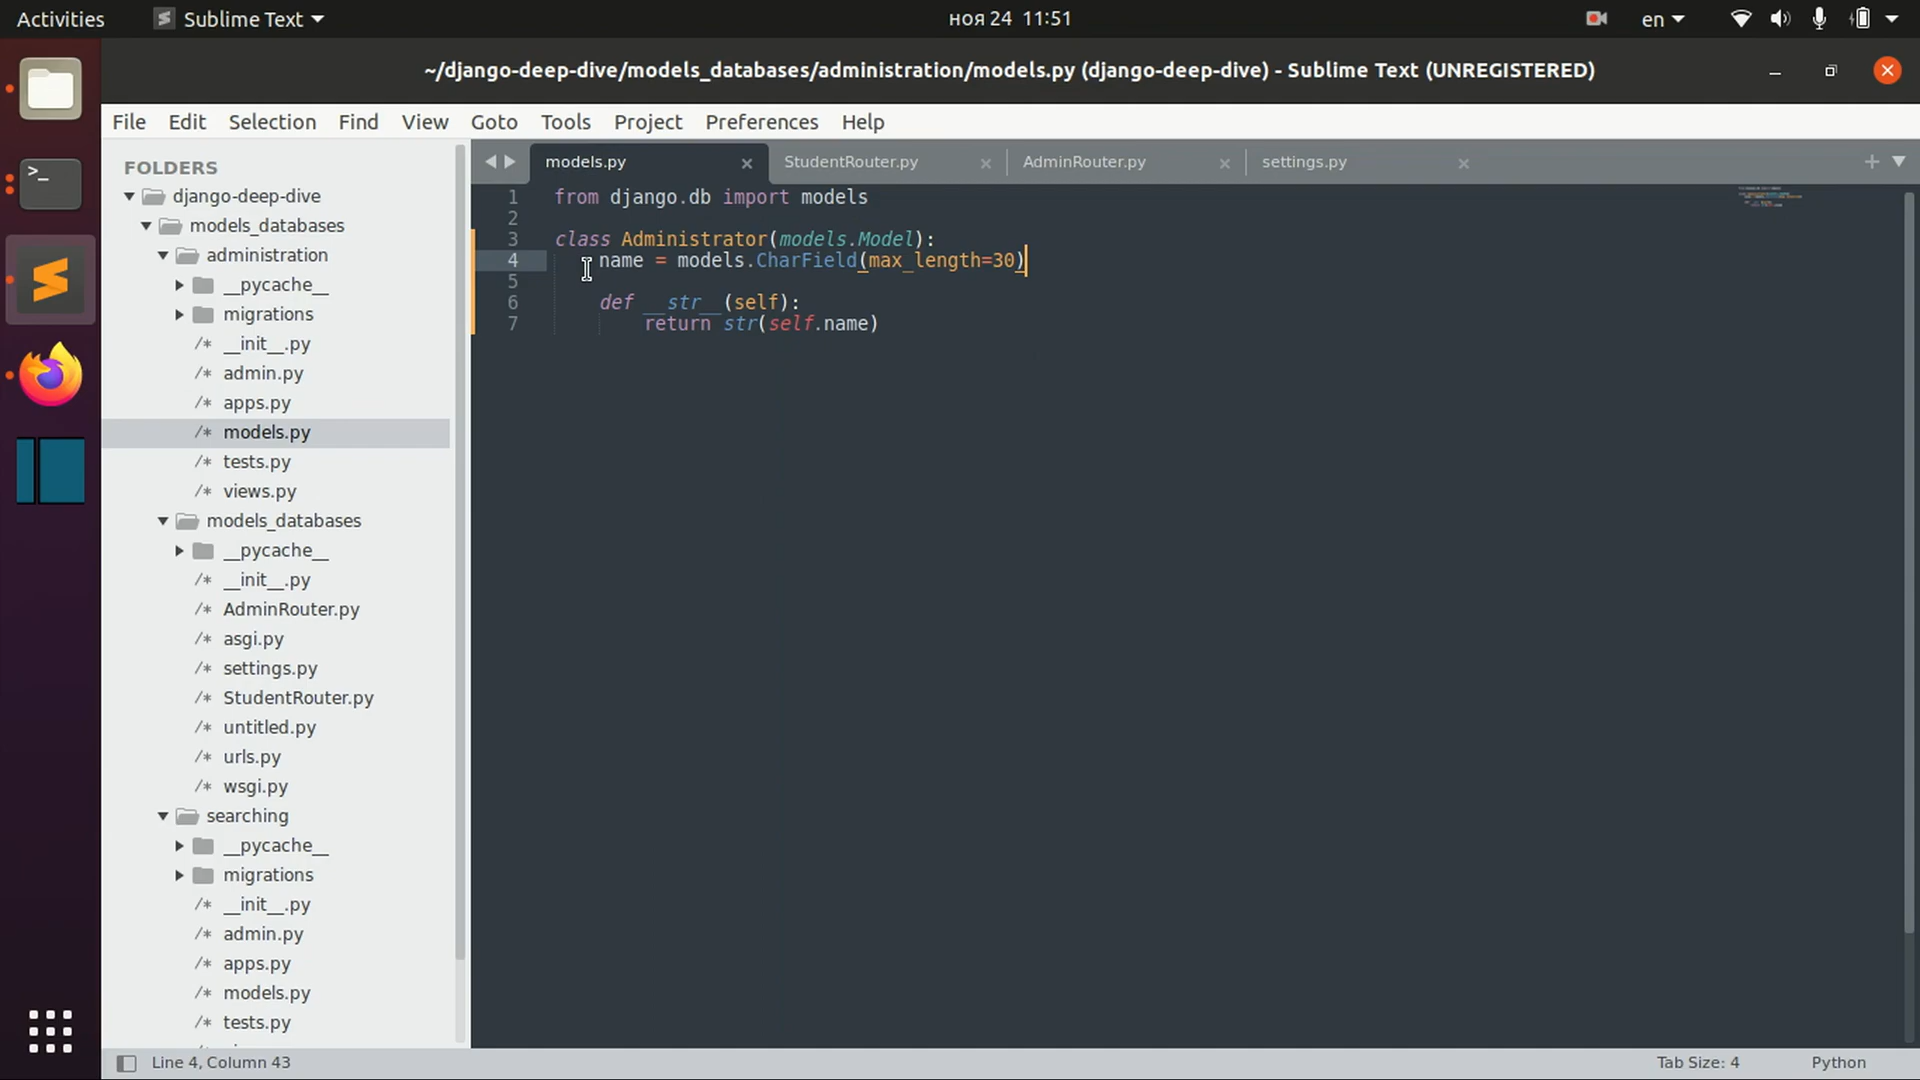 Activities
Sublime Text
ноя 24 11:51
en
~/django-deep-dive/models_databases/administration/models.py (django-deep-dive) - Sublime Text (UNREGISTERED)
File Edit Selection Find View Goto Tools Project Preferences Help
FOLDERS
django-deep-dive
models_databases
administration
__pycache__
migrations
/* __init__.py
/* admin.py
/* apps.py
/* models.py
/* tests.py
/* views.py
models_databases
__pycache__
/* __init__.py
/* AdminRouter.py
/* asgi.py
/* settings.py
/* StudentRouter.py
/* untitled.py
/* urls.py
/* wsgi.py
searching
__pycache__
migrations
/* __init__.py
/* admin.py
/* apps.py
/* models.py
/* tests.py
models.py × StudentRouter.py × AdminRouter.py × settings.py ×
1 from django.db import models
2
3 class Administrator(models.Model):
4 name = models.CharField(max_length=30)
5
6 def __str__(self):
7 return str(self.name)
Line 4, Column 43
Tab Size: 4
Python